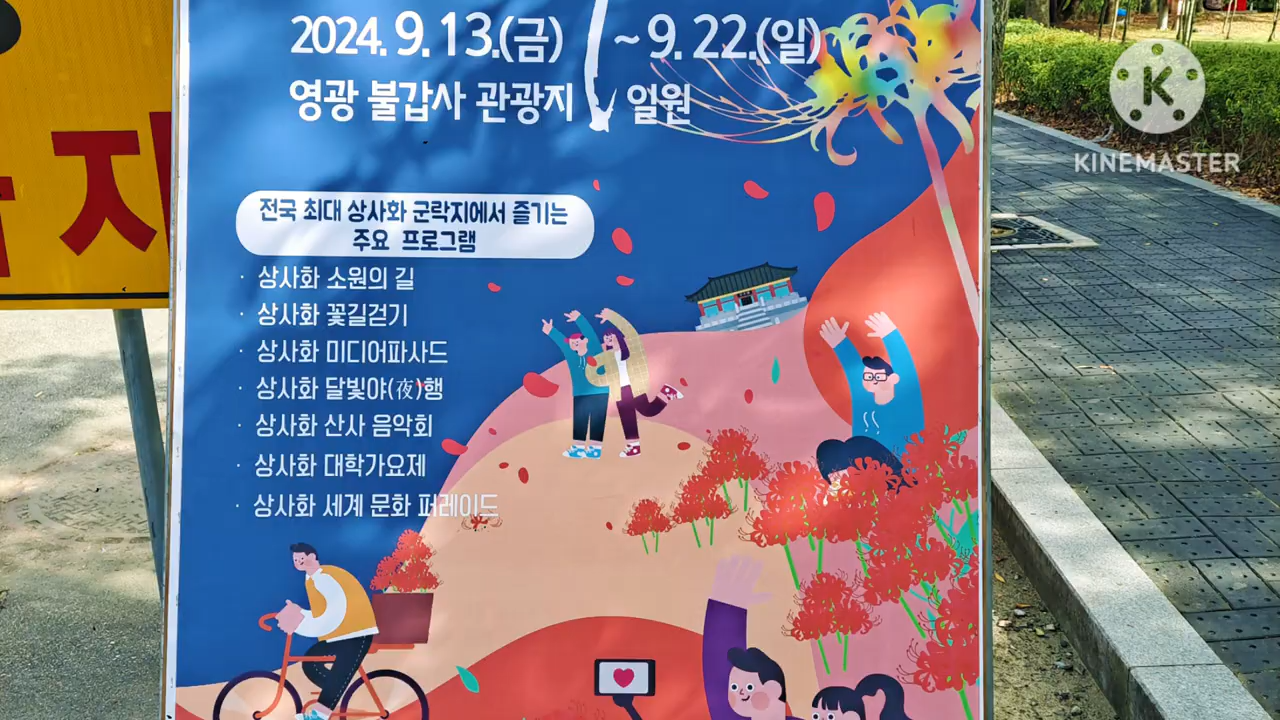 2024. 9. 13.(금) ~ 9. 22.(일)
영광 불갑사 관광지 일원
전국 최대 상사화 군락지에서 즐기는
주요 프로그램
· 상사화 소원의 길
· 상사화 꽃길걷기
· 상사화 미디어파사드
· 상사화 달빛야(夜)행
· 상사화 산사 음악회
· 상사화 대학가요제
· 상사화 세계 문화 퍼레이드
지
K
KINEMASTER